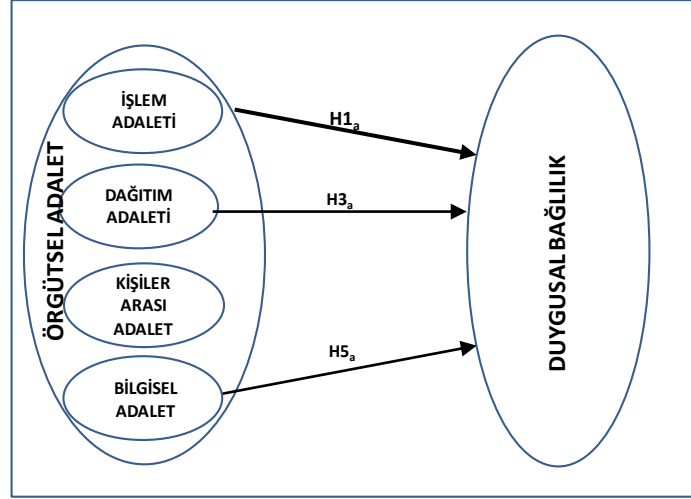 ÖRGÜTSEL ADALET
İŞLEM
ADALETİ
DAĞITIM
ADALETİ
KİŞİLER
ARASI
ADALET
BİLGİSEL
ADALET
H1a
H3a
H5a
DUYGUSAL BAĞLILIK